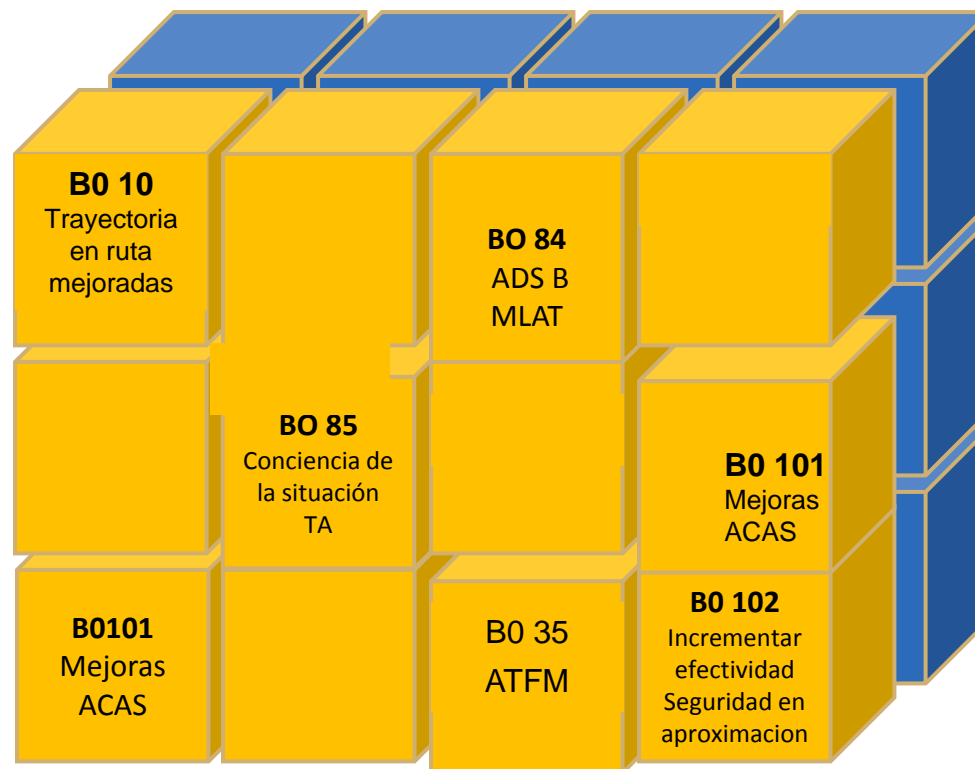 B0 10
Trayectoria
en ruta
mejoradas
BO 84
ADS B
MLAT
BO 85
Conciencia de
la situación
TA
B0 101
Mejoras
ACAS
B0101
Mejoras
ACAS
B0 35
ATFM
B0 102
Incrementar
efectividad
Seguridad en
aproximacion